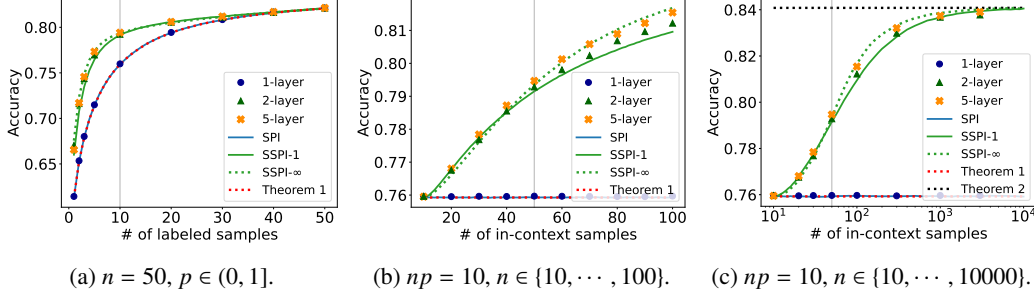 0.80
0.75
0.70
0.65
Accuracy
0 10 20 30 40 50
# of labeled samples
1-layer
2-layer
5-layer
SPI
SSPI-1
SSPI-∞
Theorem 1
(a) n = 50, p ∈ (0, 1].
0.81
0.80
0.79
0.78
0.77
0.76
Accuracy
20 40 60 80 100
# of in-context samples
1-layer
2-layer
5-layer
SPI
SSPI-1
SSPI-∞
Theorem 1
(b) np = 10, n ∈ {10, ⋯ , 100}.
0.84
0.82
0.80
0.78
0.76
Accuracy
10¹ 10² 10³ 10⁴
# of in-context samples
1-layer
2-layer
5-layer
SPI
SSPI-1
SSPI-∞
Theorem 1
Theorem 2
(c) np = 10, n ∈ {10, ⋯ , 10000}.